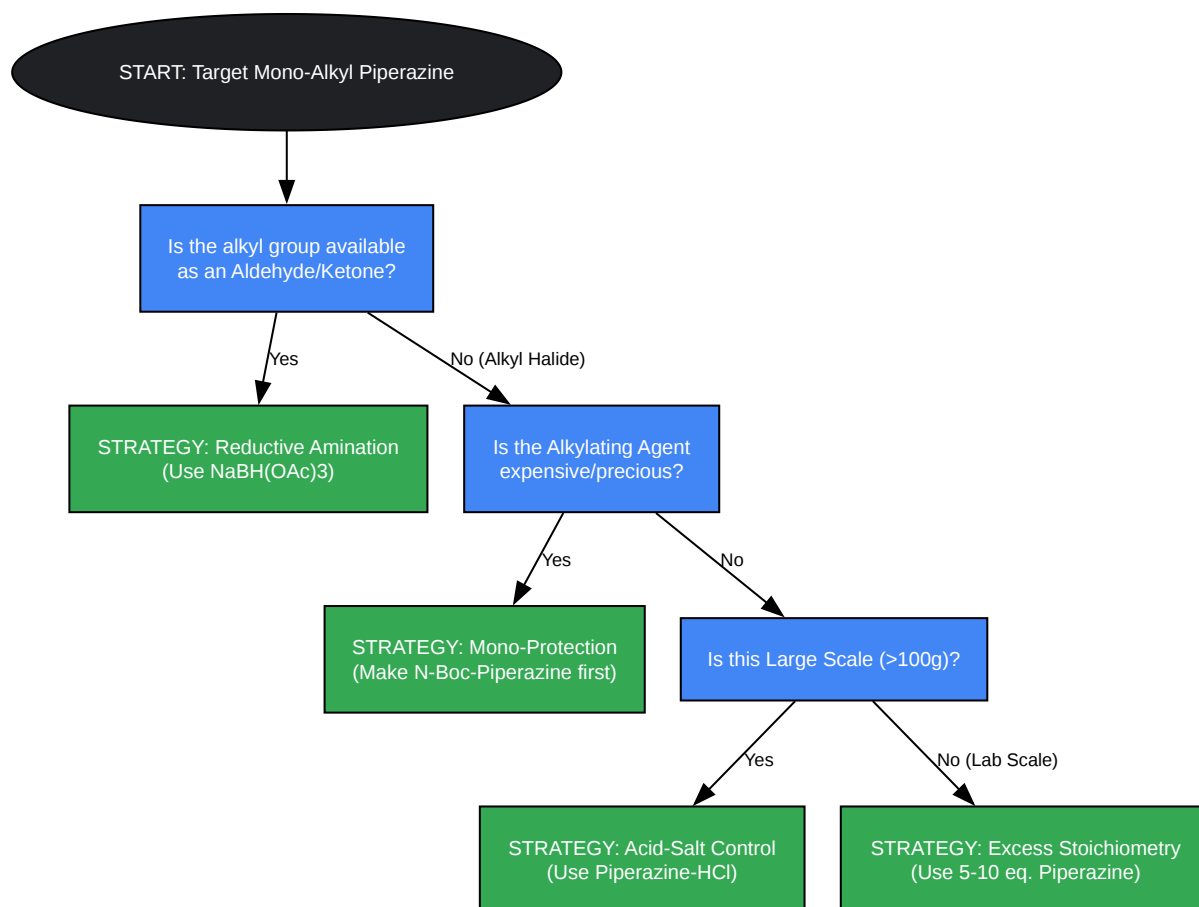 START: Target Mono-Alkyl Piperazine
Is the alkyl group available
as an Aldehyde/Ketone?
Yes
No (Alkyl Halide)
STRATEGY: Reductive Amination
(Use NaBH(OAc)3)
Is the Alkylating Agent
expensive/precious?
Yes
No
STRATEGY: Mono-Protection
(Make N-Boc-Piperazine first)
Is this Large Scale (>100g)?
Yes
No (Lab Scale)
STRATEGY: Acid-Salt Control
(Use Piperazine-HCl)
STRATEGY: Excess Stoichiometry
(Use 5-10 eq. Piperazine)